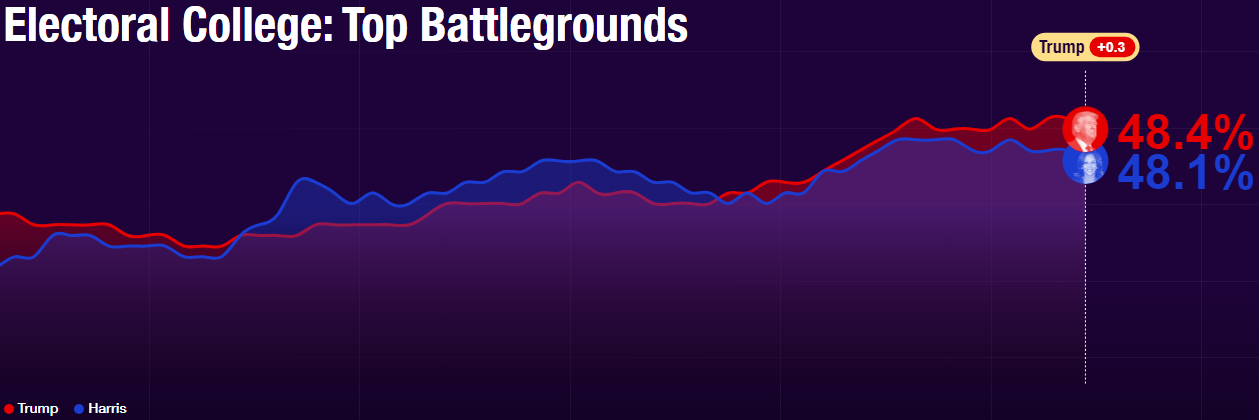 Electoral College: Top Battlegrounds
Trump +0.3
48.4%
48.1%
Trump Harris